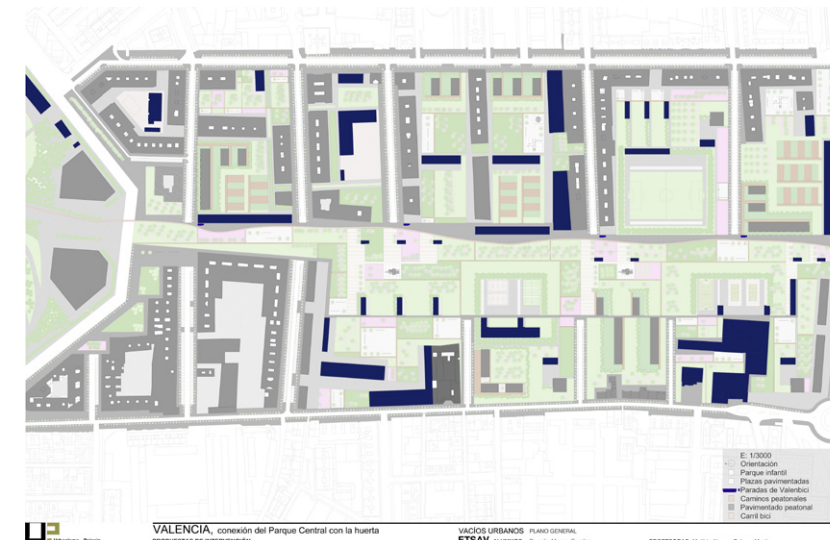 E: 1/3000
Orientación
Parque infantil
Plazas pavimentadas
Paradas de Valenbici
Caminos peatonales
Pavimentado peatonal
Carril bici
VALENCIA, conexión del Parque Central con la huerta
VACÍOS URBANOS PLANO GENERAL
ETSAV